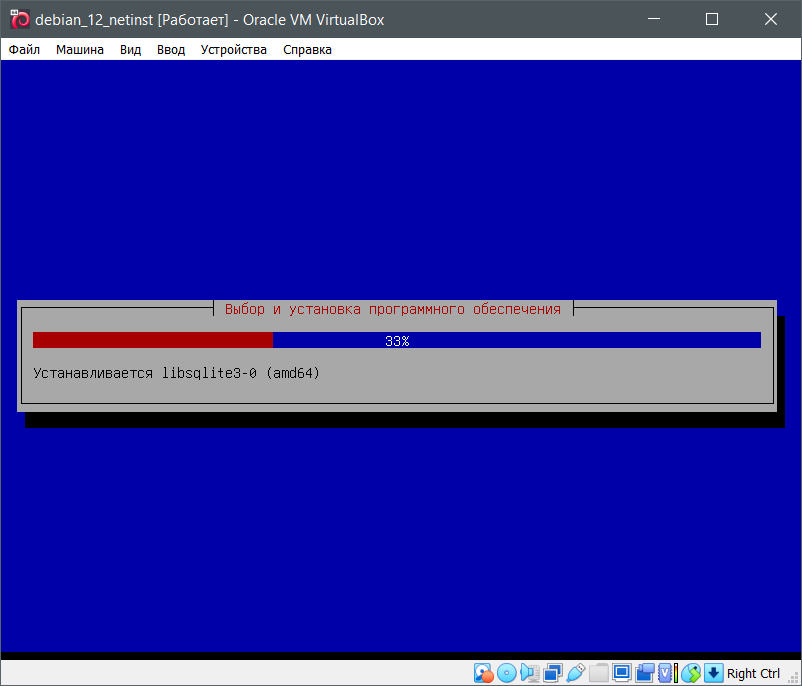 debian_12_netinst [Работает] - Oracle VM VirtualBox
Файл Машина Вид Ввод Устройства Справка
Выбор и установка программного обеспечения
33%
Устанавливается libsqlite3-0 (amd64)
Right Ctrl